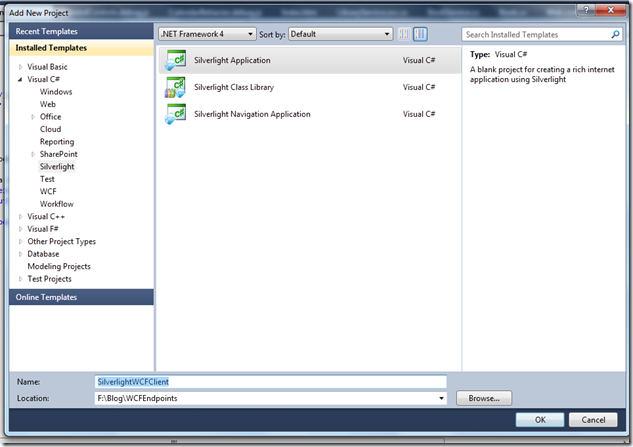 Add New Project
Recent Templates
.NET Framework 4 Sort by: Default Search Installed Templates
Installed Templates
Visual Basic
Visual C#
Windows
Web
Office
Cloud
Reporting
SharePoint
Silverlight
Test
WCF
Workflow
Visual C++
Visual F#
Other Project Types
Database
Modeling Projects
Test Projects
Online Templates
Silverlight Application Visual C#
Silverlight Class Library Visual C#
Silverlight Navigation Application Visual C#
Type: Visual C#
A blank project for creating a rich internet
application using Silverlight
Name: SilverlightWCFClient
Location: F:\Blog\WCFEndpoints Browse...
OK Cancel